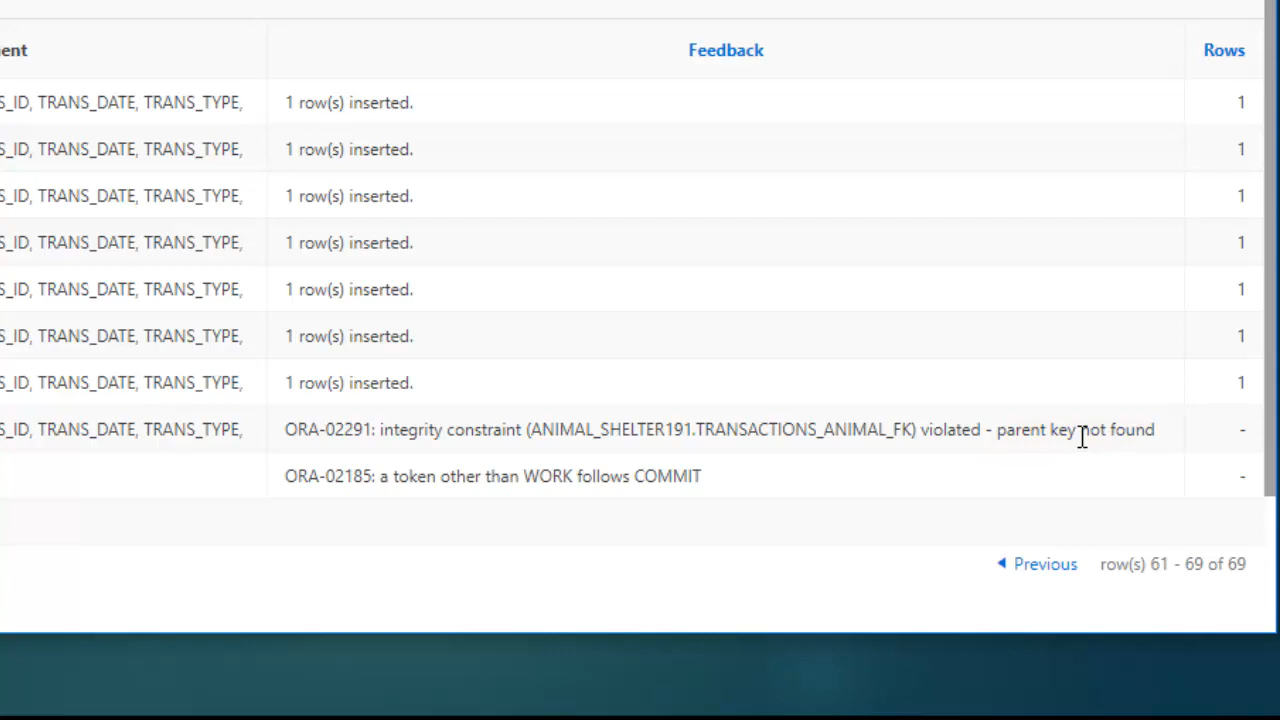 ent Feedback Rows
S_ID, TRANS_DATE, TRANS_TYPE, 1 row(s) inserted. 1
S_ID, TRANS_DATE, TRANS_TYPE, 1 row(s) inserted. 1
S_ID, TRANS_DATE, TRANS_TYPE, 1 row(s) inserted. 1
S_ID, TRANS_DATE, TRANS_TYPE, 1 row(s) inserted. 1
S_ID, TRANS_DATE, TRANS_TYPE, 1 row(s) inserted. 1
S_ID, TRANS_DATE, TRANS_TYPE, 1 row(s) inserted. 1
S_ID, TRANS_DATE, TRANS_TYPE, 1 row(s) inserted. 1
S_ID, TRANS_DATE, TRANS_TYPE, ORA-02291: integrity constraint (ANIMAL_SHELTER191.TRANSACTIONS_ANIMAL_FK) violated - parent key not found -
ORA-02185: a token other than WORK follows COMMIT -
Previous row(s) 61 - 69 of 69